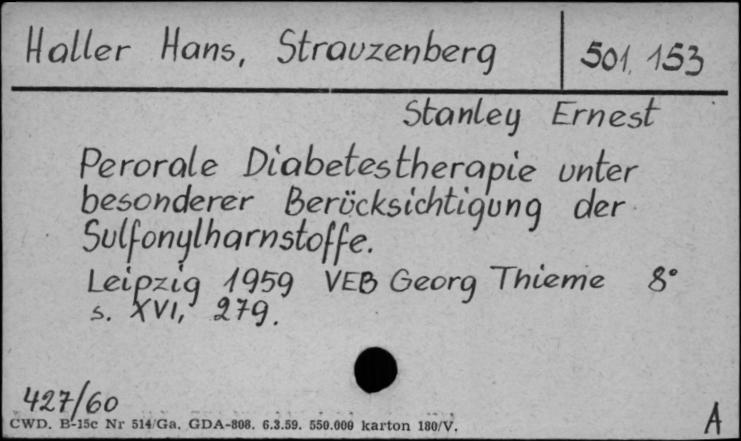 Haller Hans, Strauzenberg
501,153
Stanley Ernest
Perorale Diabetestherapie unter
besonderer Berücksichtigung der
Sulfonylharnstoffe.
Leipzig 1959 VEB Georg Thieme 8°
s. XVI, 279.
427/60
CWD. B-15c Nr 514/Ga. GDA-808. 6.3.59. 550.000 karton 180/V.
A